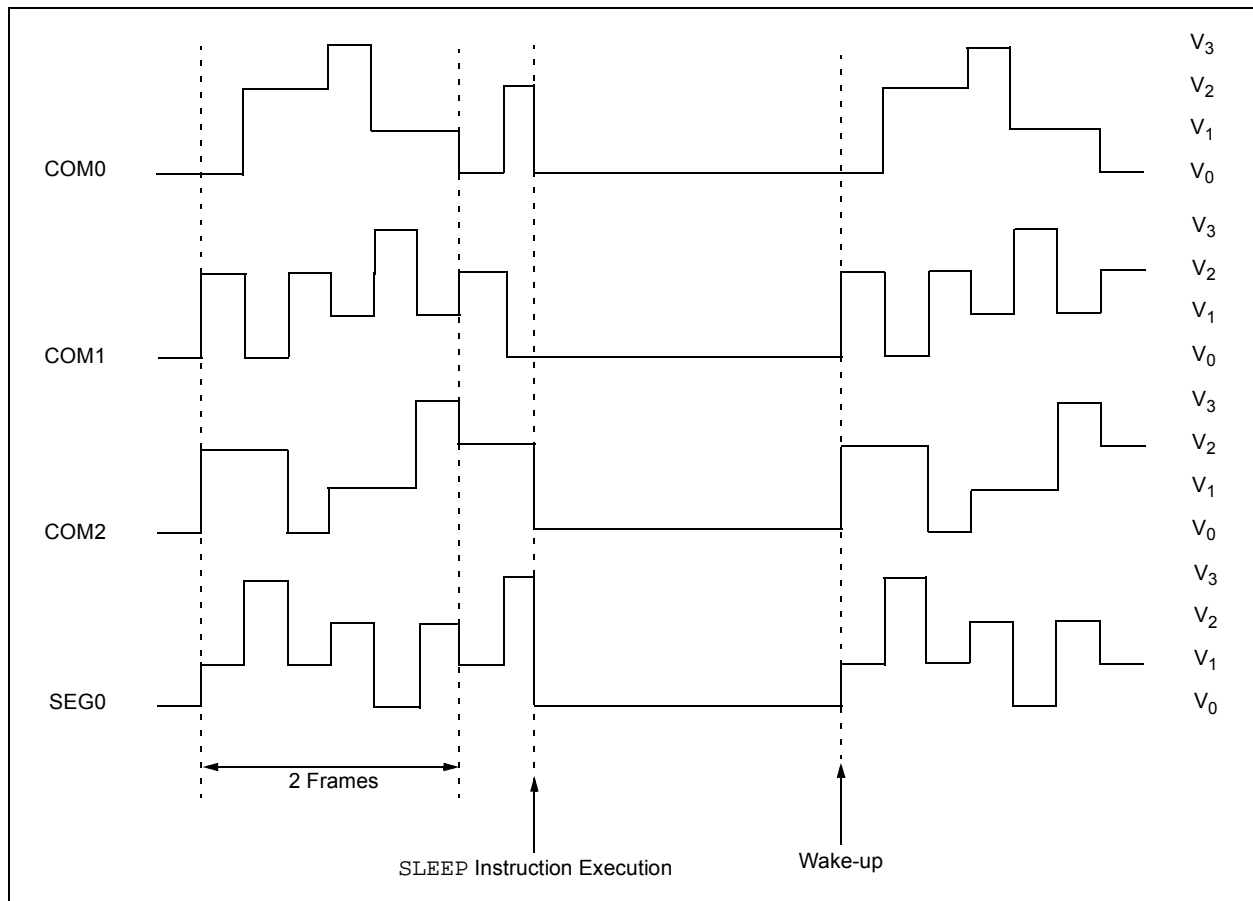 V₃
V₂
V₁
COM0 V₀
V₃
V₂
V₁
COM1 V₀
V₃
V₂
V₁
COM2 V₀
V₃
V₂
V₁
SEG0 V₀
2 Frames
SLEEP Instruction Execution
Wake-up